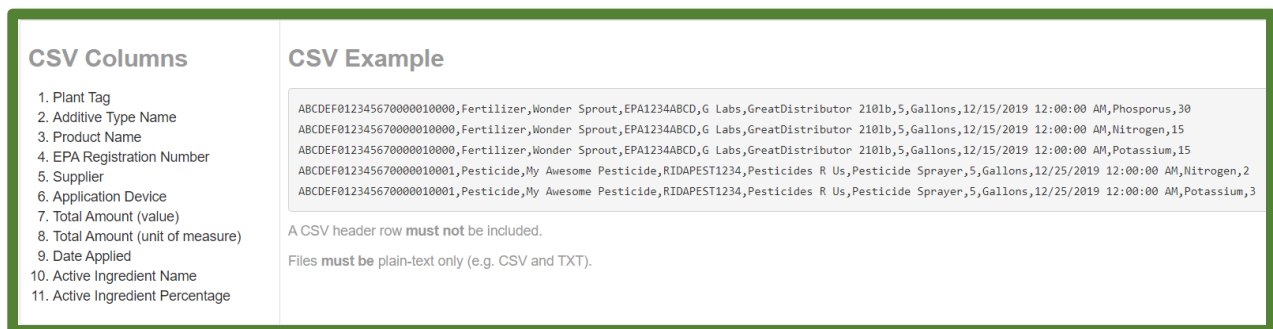 CSV Columns
1. Plant Tag
2. Additive Type Name
3. Product Name
4. EPA Registration Number
5. Supplier
6. Application Device
7. Total Amount (value)
8. Total Amount (unit of measure)
9. Date Applied
10. Active Ingredient Name
11. Active Ingredient Percentage
CSV Example
ABCDEF012345670000010000,Fertilizer,Wonder Sprout,EPA1234ABCD,G Labs,GreatDistributor 210lb,5,Gallons,12/15/2019 12:00:00 AM,Phosporus,30
ABCDEF012345670000010000,Fertilizer,Wonder Sprout,EPA1234ABCD,G Labs,GreatDistributor 210lb,5,Gallons,12/15/2019 12:00:00 AM,Nitrogen,15
ABCDEF012345670000010000,Fertilizer,Wonder Sprout,EPA1234ABCD,G Labs,GreatDistributor 210lb,5,Gallons,12/15/2019 12:00:00 AM,Potassium,15
ABCDEF012345670000010001,Pesticide,My Awesome Pesticide,RIDAPEST1234,Pesticides R Us,Pesticide Sprayer,5,Gallons,12/25/2019 12:00:00 AM,Nitrogen,2
ABCDEF012345670000010001,Pesticide,My Awesome Pesticide,RIDAPEST1234,Pesticides R Us,Pesticide Sprayer,5,Gallons,12/25/2019 12:00:00 AM,Potassium,3
A CSV header row must not be included.
Files must be plain-text only (e.g. CSV and TXT).